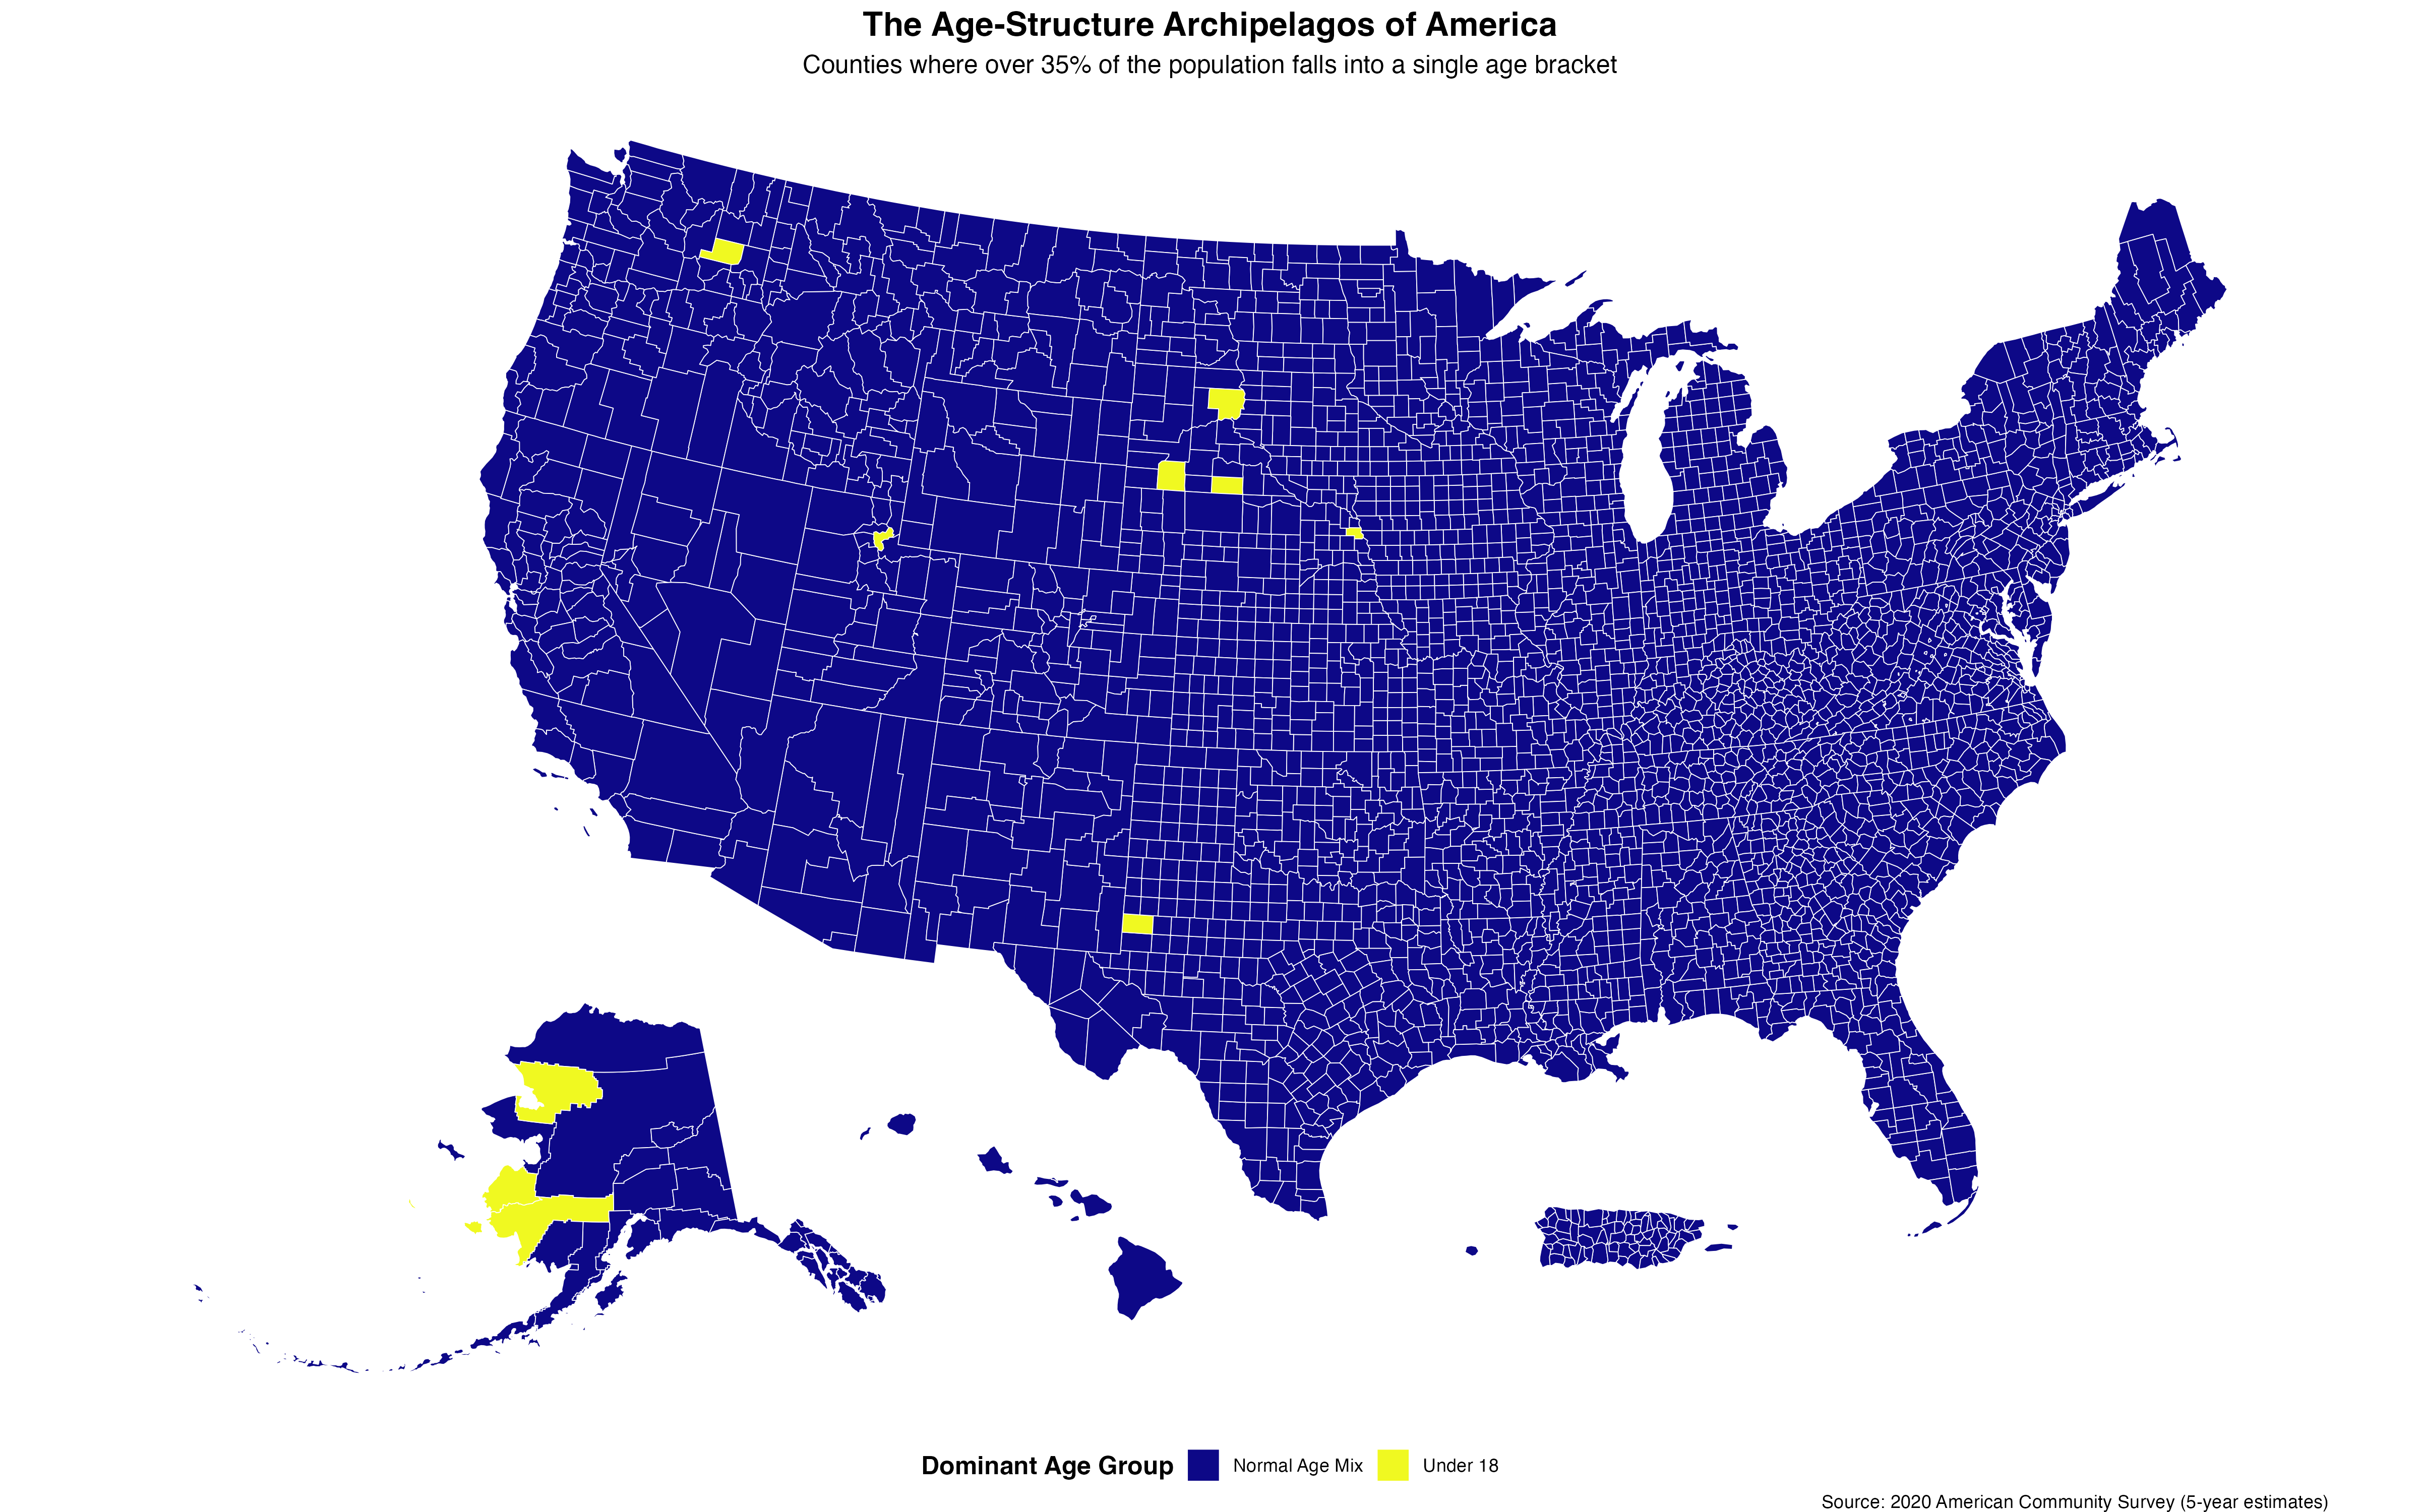 The Age-Structure Archipelagos of America
Counties where over 35% of the population falls into a single age bracket
Dominant Age Group Normal Age Mix Under 18
Source: 2020 American Community Survey (5-year estimates)